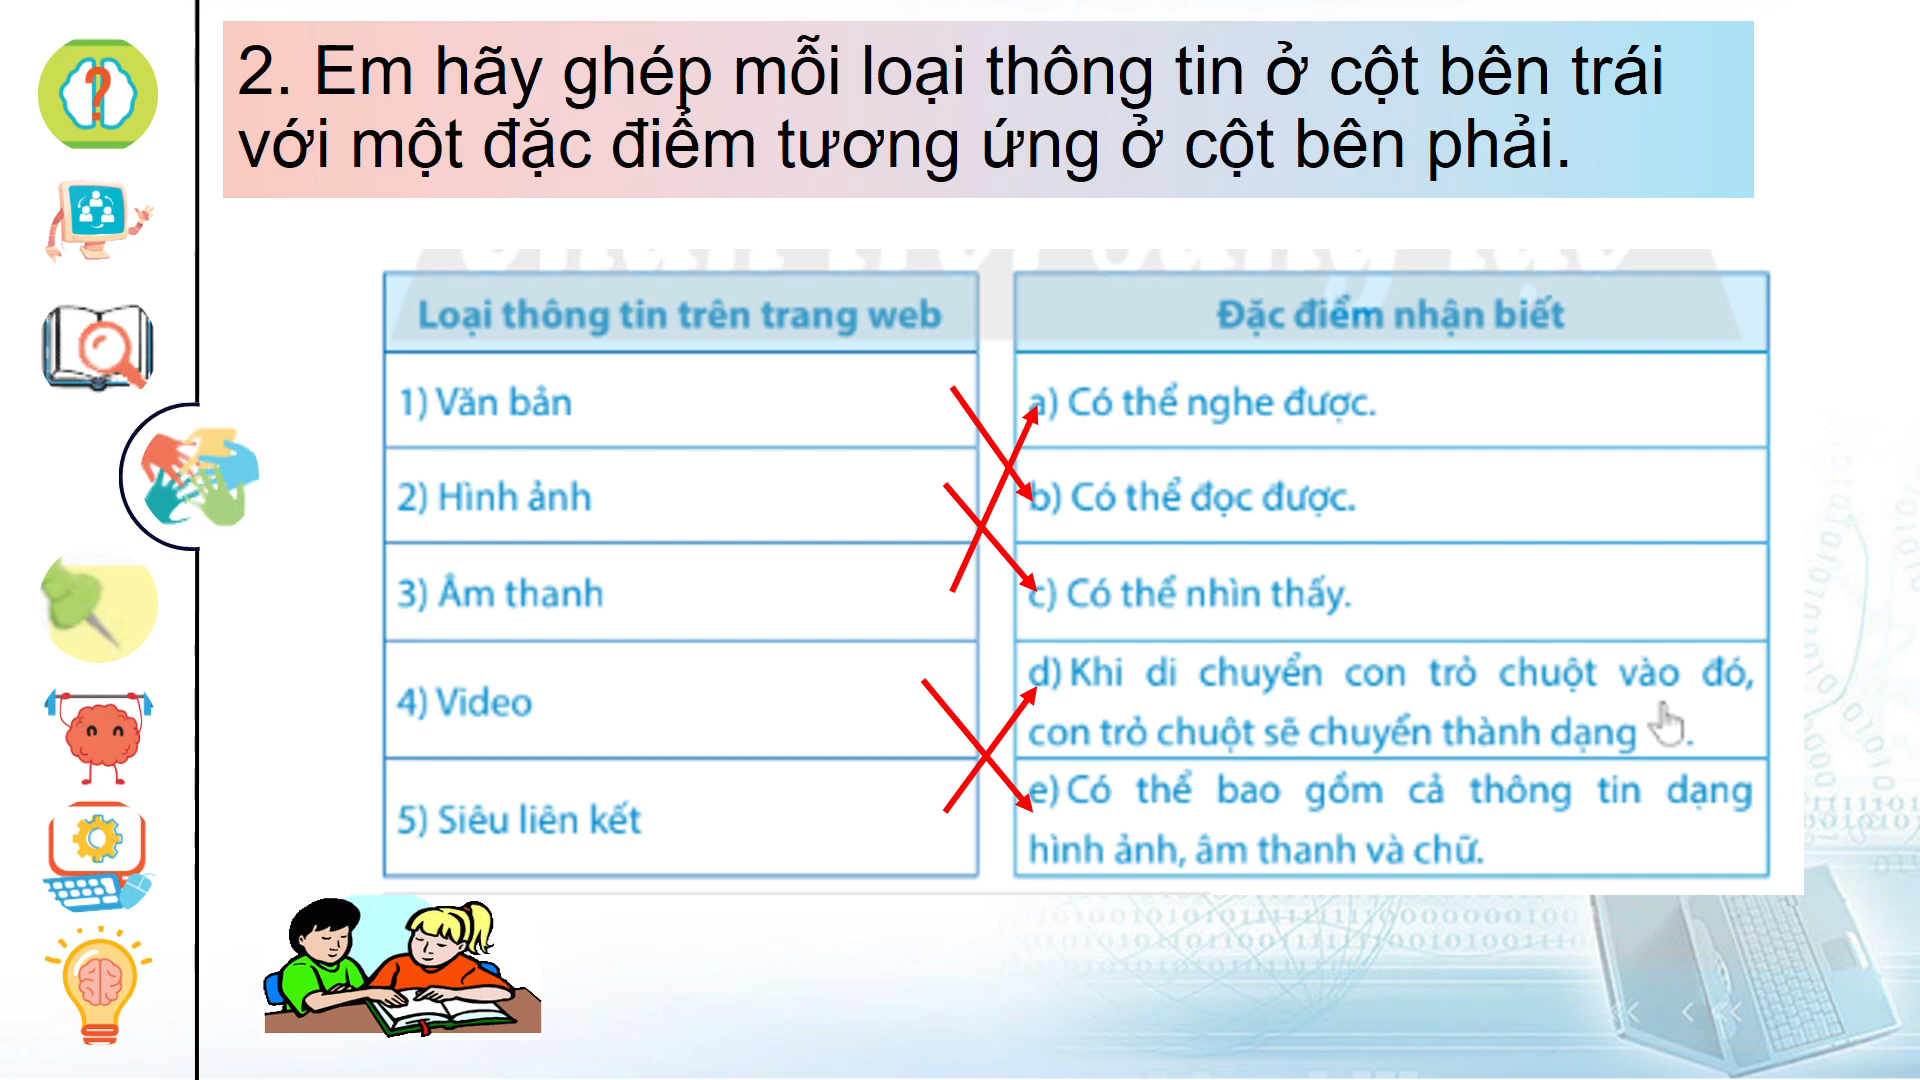 2. Em hãy ghép mỗi loại thông tin ở cột bên trái
với một đặc điểm tương ứng ở cột bên phải.
Loại thông tin trên trang web
Đặc điểm nhận biết
1) Văn bản
a) Có thể nghe được.
2) Hình ảnh
b) Có thể đọc được.
3) Âm thanh
c) Có thể nhìn thấy.
4) Video
d) Khi di chuyển con trỏ chuột vào đó,
con trỏ chuột sẽ chuyển thành dạng .
5) Siêu liên kết
e) Có thể bao gồm cả thông tin dạng
hình ảnh, âm thanh và chữ.